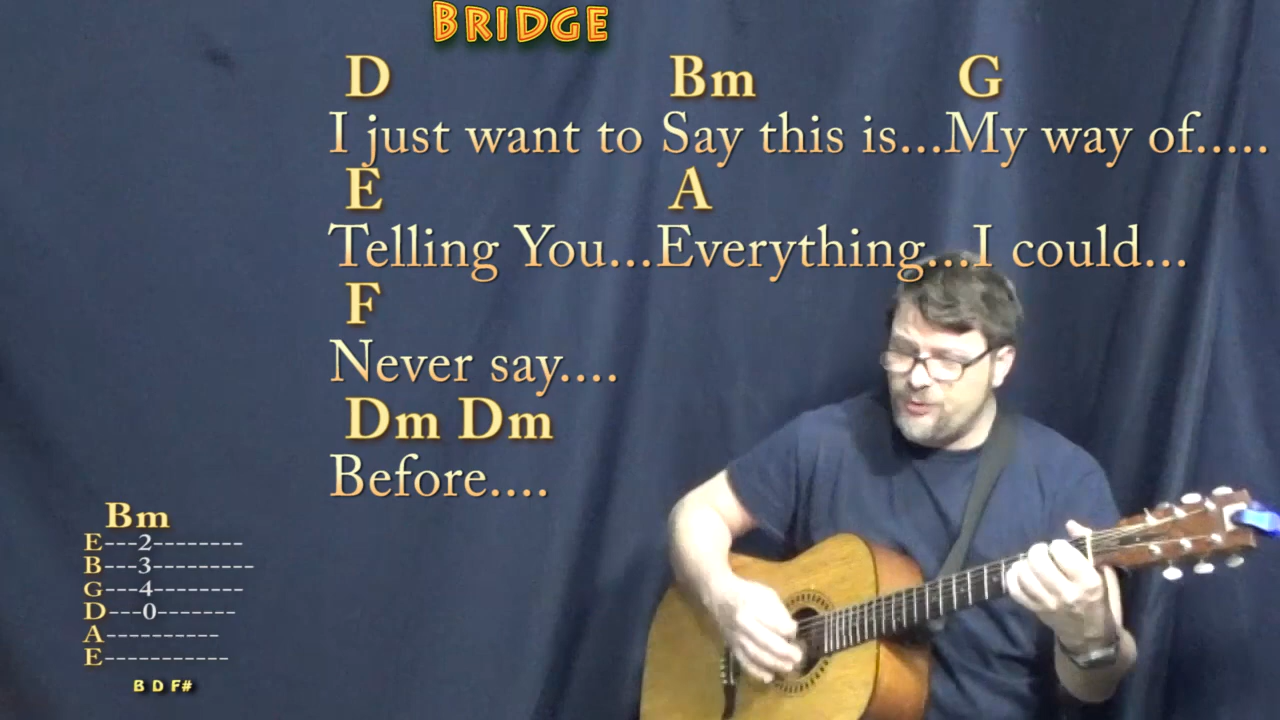 BRIDGE
D Bm G
I just want to Say this is...My way of.....
E A
Telling You...Everything...I could...
F
Never say....
Dm Dm
Before....
Bm
E---2--------
B---3---------
G---4--------
D---0-------
A----------
E-----------
B D F#